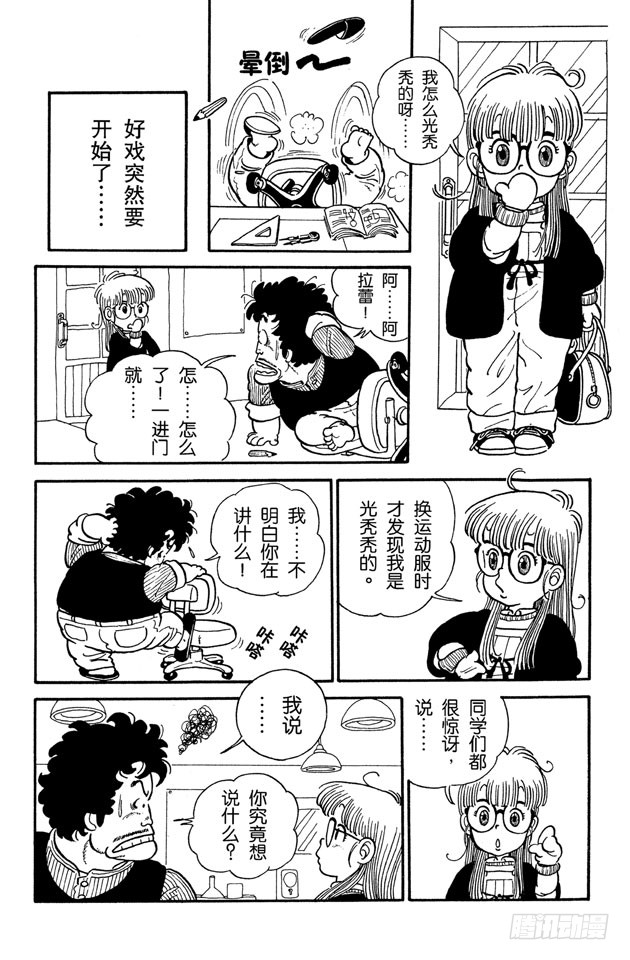 我怎么光秃
秃的呀……
晕倒
好戏突然要
开始了……
阿……阿
拉蕾！
怎……怎么
了！一进门
就……
换运动服时
才发现我是
光秃秃的。
我……不
明白你在
讲什么！
咔嗒
咔嗒
同学们都
很惊讶，
说……
我说
……
你究竟想
说什么？
腾讯动漫